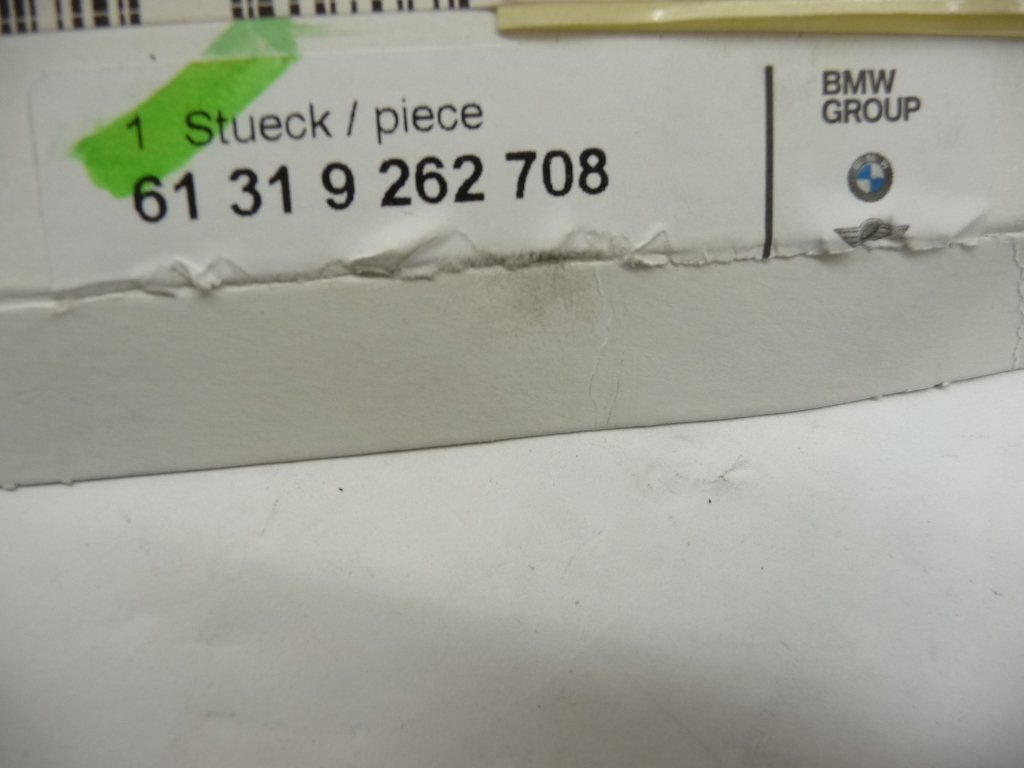 1 Stueck / piece
61 31 9 262 708
BMW
GROUP